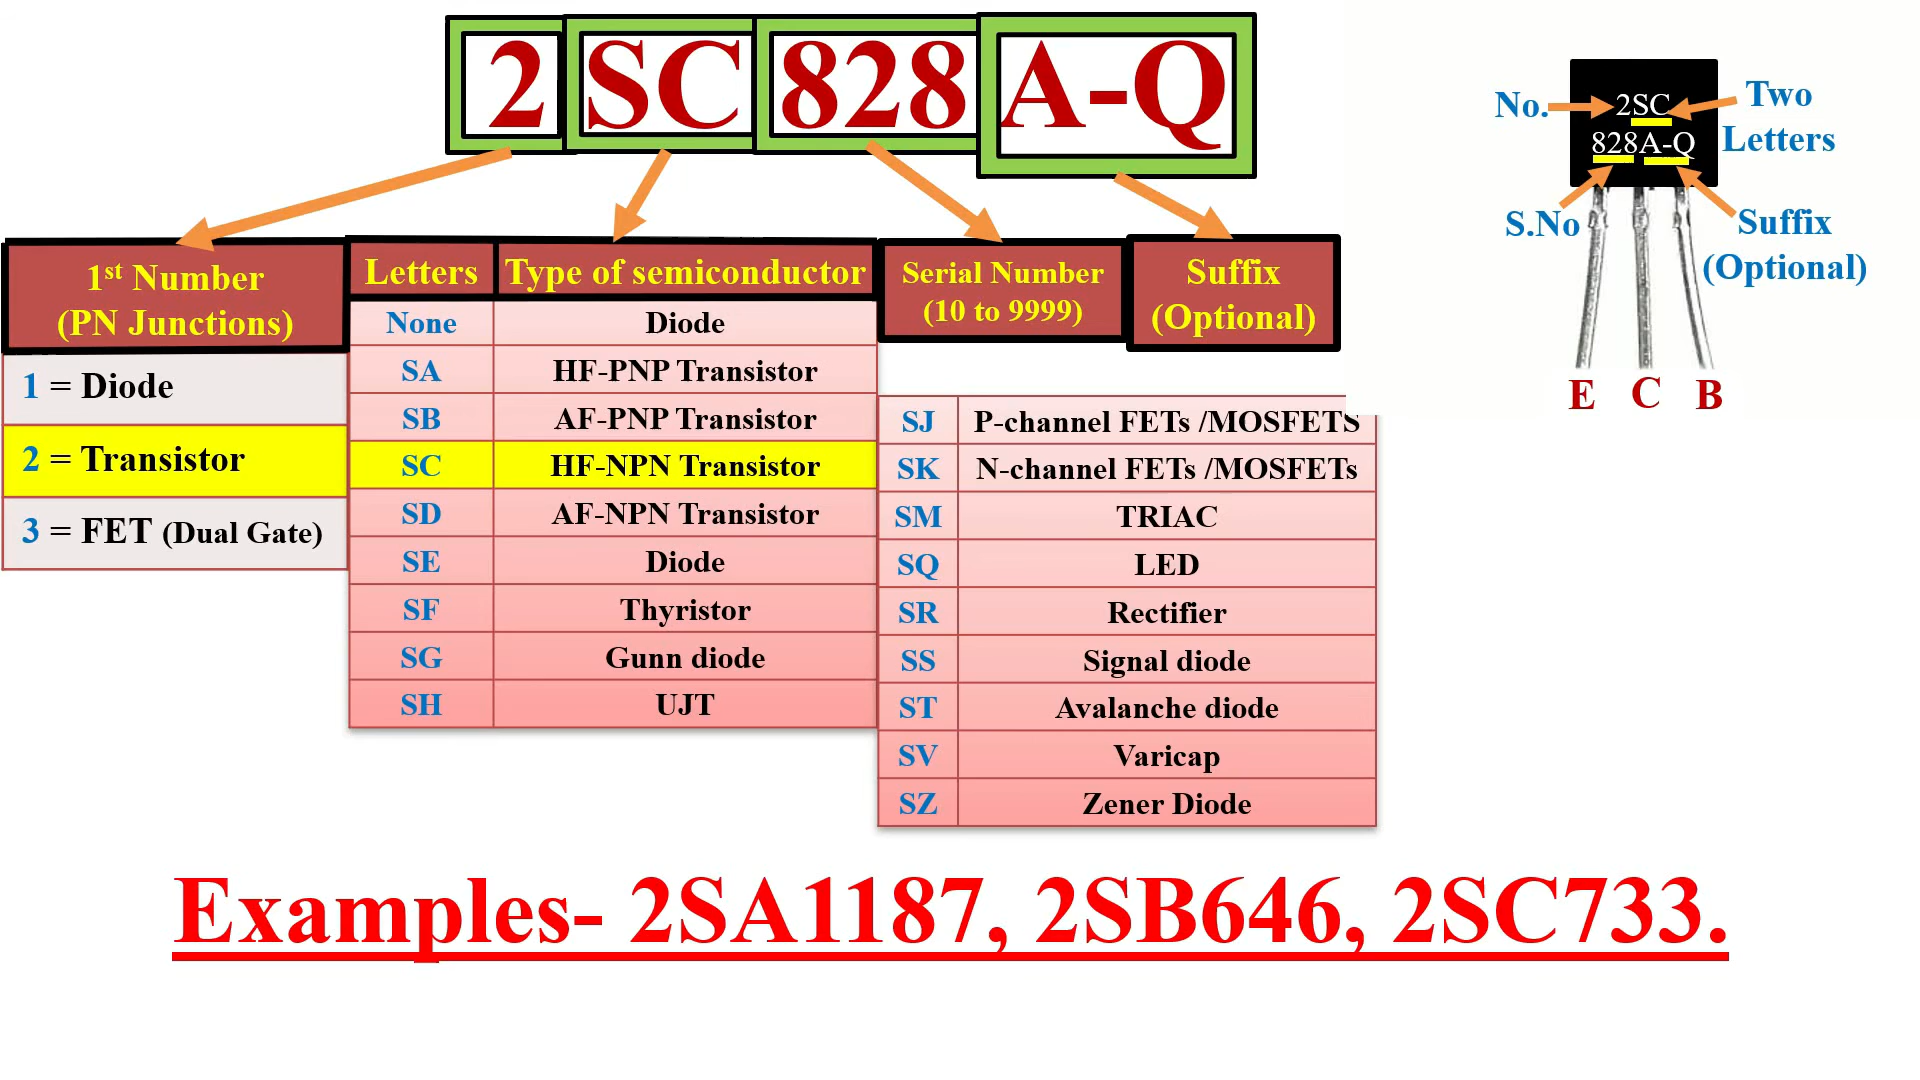 2SC828A-Q
No.
2SC
Two
Letters
828A-Q
S.No
Suffix
(Optional)
E C B
1st Number
(PN Junctions)
1 = Diode
2 = Transistor
3 = FET (Dual Gate)
Letters Type of semiconductor
None Diode
SA HF-PNP Transistor
SB AF-PNP Transistor
SC HF-NPN Transistor
SD AF-NPN Transistor
SE Diode
SF Thyristor
SG Gunn diode
SH UJT
Serial Number
(10 to 9999)
Suffix
(Optional)
SJ P-channel FETs /MOSFETS
SK N-channel FETs /MOSFETs
SM TRIAC
SQ LED
SR Rectifier
SS Signal diode
ST Avalanche diode
SV Varicap
SZ Zener Diode
Examples- 2SA1187, 2SB646, 2SC733.